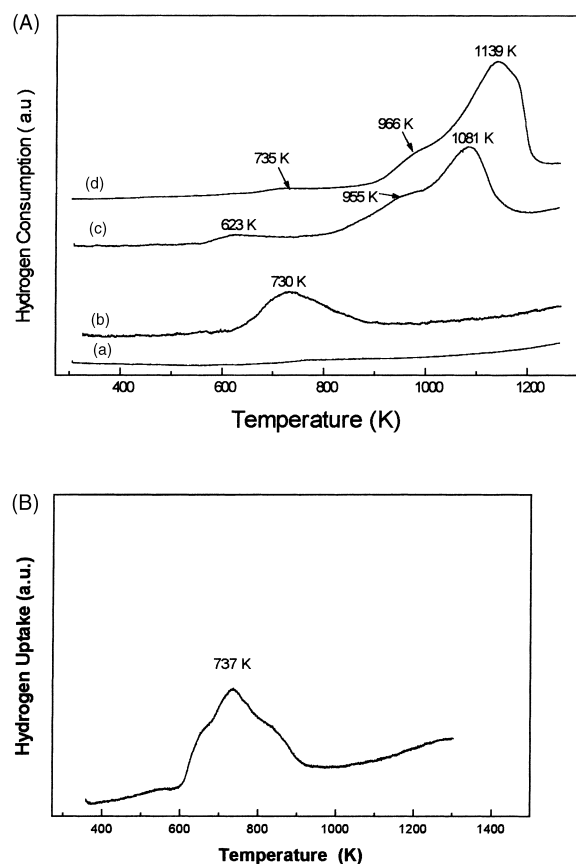 (A)
Hydrogen Consumption ( a.u )
1139 K
966 K
1081 K
735 K
(d)
955 K
623 K
(c)
730 K
(b)
(a)
400 600 800 1000 1200
Temperature (K)
(B)
Hydrogen Uptake (a.u.)
737 K
400 600 800 1000 1200 1400
Temperature (K)